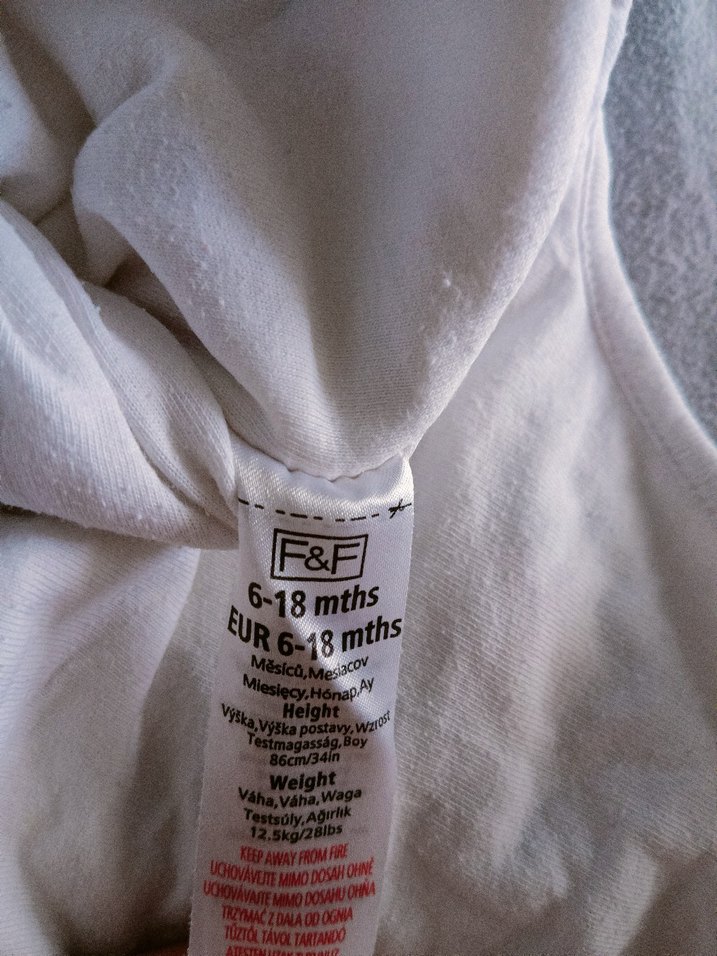 F&F
6-18 mths
EUR 6-18 mths
Měsíců,Mesiacov
Miesięcy,Hónap,Ay
Height
Výška,Výška postavy,Wzrost
Testmagasság,Boy
86cm/34in
Weight
Váha,Váha,Waga
Testsúly,Ağırlık
12.5kg/28lbs
KEEP AWAY FROM FIRE
UCHOVÁVEJTE MIMO DOSAH OHNĚ
UCHOVÁVAJTE MIMO DOSAHU OHŇA
TRZYMAĆ Z DALA OD OGNIA
TŰZTŐL TÁVOL TARTANDÓ